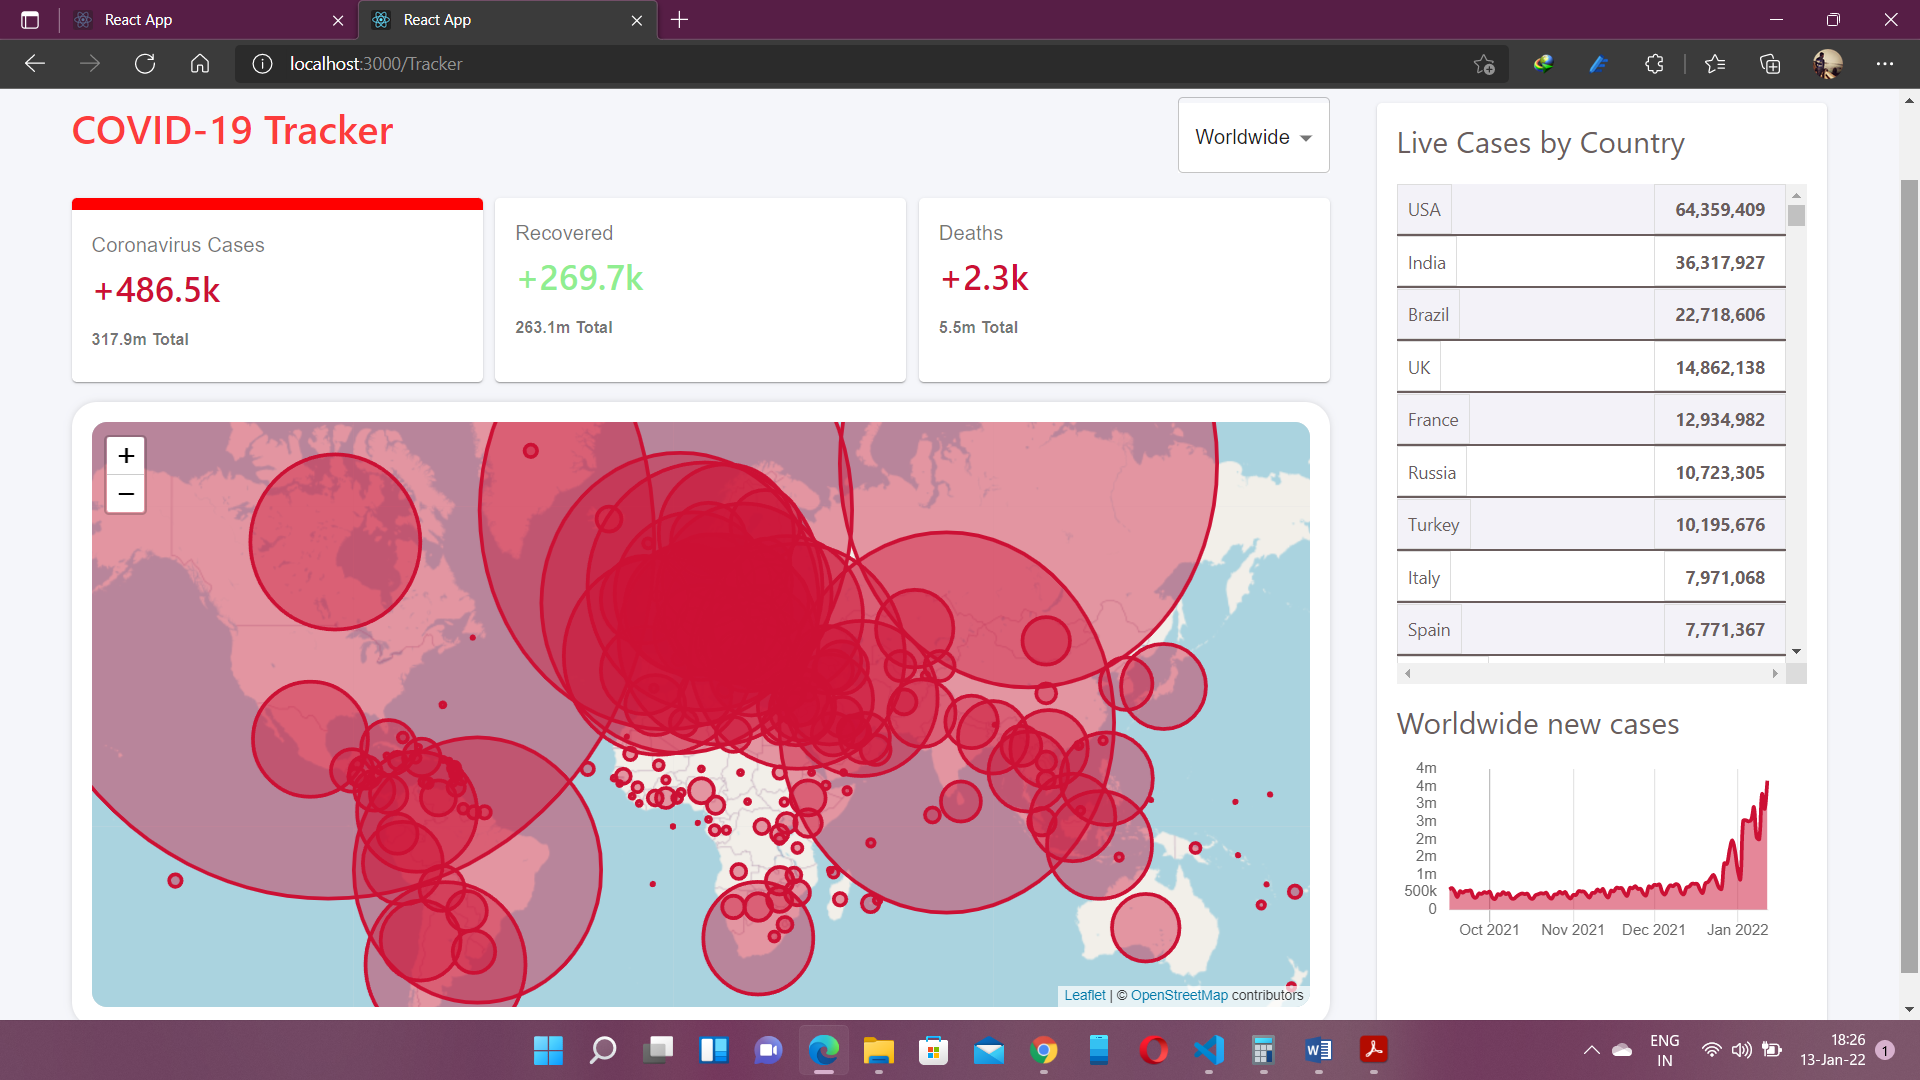 React App
React App
localhost:3000/Tracker
COVID-19 Tracker
Worldwide
Coronavirus Cases
+486.5k
317.9m Total
Recovered
+269.7k
263.1m Total
Deaths
+2.3k
5.5m Total
+
−
Leaflet | © OpenStreetMap contributors
Live Cases by Country
USA 64,359,409
India 36,317,927
Brazil 22,718,606
UK 14,862,138
France 12,934,982
Russia 10,723,305
Turkey 10,195,676
Italy 7,971,068
Spain 7,771,367
Worldwide new cases
4m
4m
3m
3m
2m
2m
1m
500k
0
Oct 2021 Nov 2021 Dec 2021 Jan 2022
ENG
IN
18:26
13-Jan-22
1